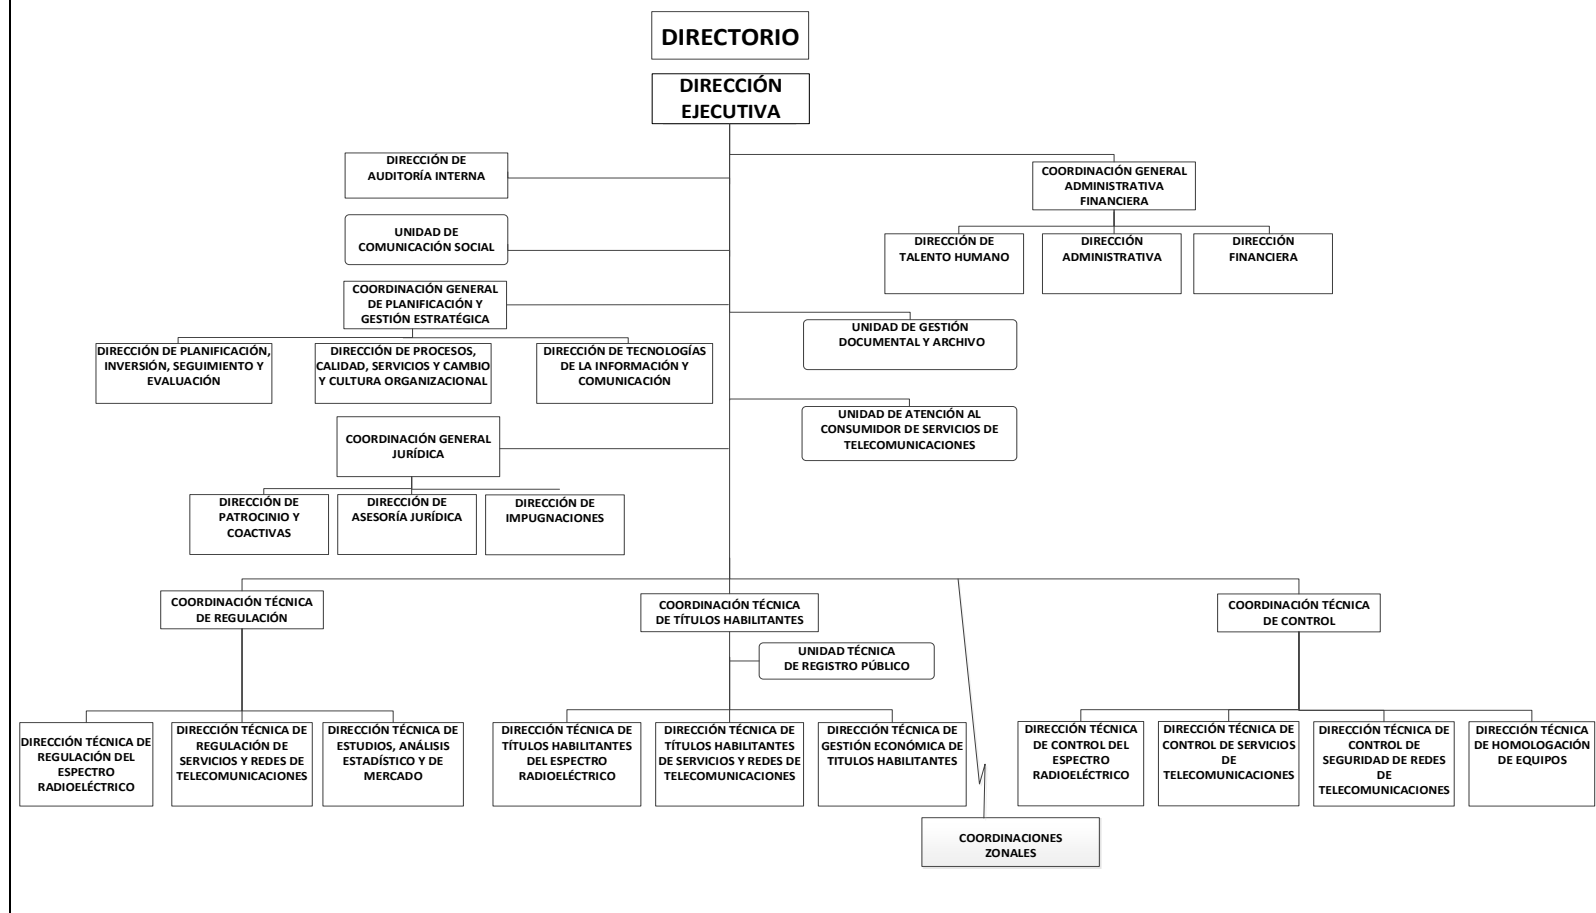 DIRECTORIO
DIRECCIÓN
EJECUTIVA
DIRECCIÓN DE
AUDITORÍA INTERNA
COORDINACIÓN GENERAL
ADMINISTRATIVA
FINANCIERA
UNIDAD DE
COMUNICACIÓN SOCIAL
DIRECCIÓN DE
TALENTO HUMANO
DIRECCIÓN
ADMINISTRATIVA
DIRECCIÓN
FINANCIERA
COORDINACIÓN GENERAL
DE PLANIFICACIÓN Y
GESTIÓN ESTRATÉGICA
UNIDAD DE GESTIÓN
DOCUMENTAL Y ARCHIVO
DIRECCIÓN DE PLANIFICACIÓN,
INVERSIÓN, SEGUIMIENTO Y
EVALUACIÓN
DIRECCIÓN DE PROCESOS,
CALIDAD, SERVICIOS Y CAMBIO
Y CULTURA ORGANIZACIONAL
DIRECCIÓN DE TECNOLOGÍAS
DE LA INFORMACIÓN Y
COMUNICACIÓN
UNIDAD DE ATENCIÓN AL
CONSUMIDOR DE SERVICIOS DE
TELECOMUNICACIONES
COORDINACIÓN GENERAL
JURÍDICA
DIRECCIÓN DE
PATROCINIO Y
COACTIVAS
DIRECCIÓN DE
ASESORÍA JURÍDICA
DIRECCIÓN DE
IMPUGNACIONES
COORDINACIÓN TÉCNICA
DE REGULACIÓN
COORDINACIÓN TÉCNICA
DE TÍTULOS HABILITANTES
COORDINACIÓN TÉCNICA
DE CONTROL
UNIDAD TÉCNICA
DE REGISTRO PÚBLICO
DIRECCIÓN TÉCNICA DE
REGULACIÓN DEL
ESPECTRO
RADIOELÉCTRICO
DIRECCIÓN TÉCNICA DE
REGULACIÓN DE
SERVICIOS Y REDES DE
TELECOMUNICACIONES
DIRECCIÓN TÉCNICA DE
ESTUDIOS, ANÁLISIS
ESTADÍSTICO Y DE
MERCADO
DIRECCIÓN TÉCNICA DE
TÍTULOS HABILITANTES
DEL ESPECTRO
RADIOELÉCTRICO
DIRECCIÓN TÉCNICA DE
TÍTULOS HABILITANTES
DE SERVICIOS Y REDES DE
TELECOMUNICACIONES
DIRECCIÓN TÉCNICA DE
GESTIÓN ECONÓMICA DE
TITULOS HABILITANTES
DIRECCIÓN TÉCNICA
DE CONTROL DEL
ESPECTRO
RADIOELÉCTRICO
DIRECCIÓN TÉCNICA DE
CONTROL DE SERVICIOS
DE
TELECOMUNICACIONES
DIRECCIÓN TÉCNICA DE
CONTROL DE
SEGURIDAD DE REDES
DE
TELECOMUNICACIONES
DIRECCIÓN TÉCNICA
DE HOMOLOGACIÓN
DE EQUIPOS
COORDINACIONES
ZONALES